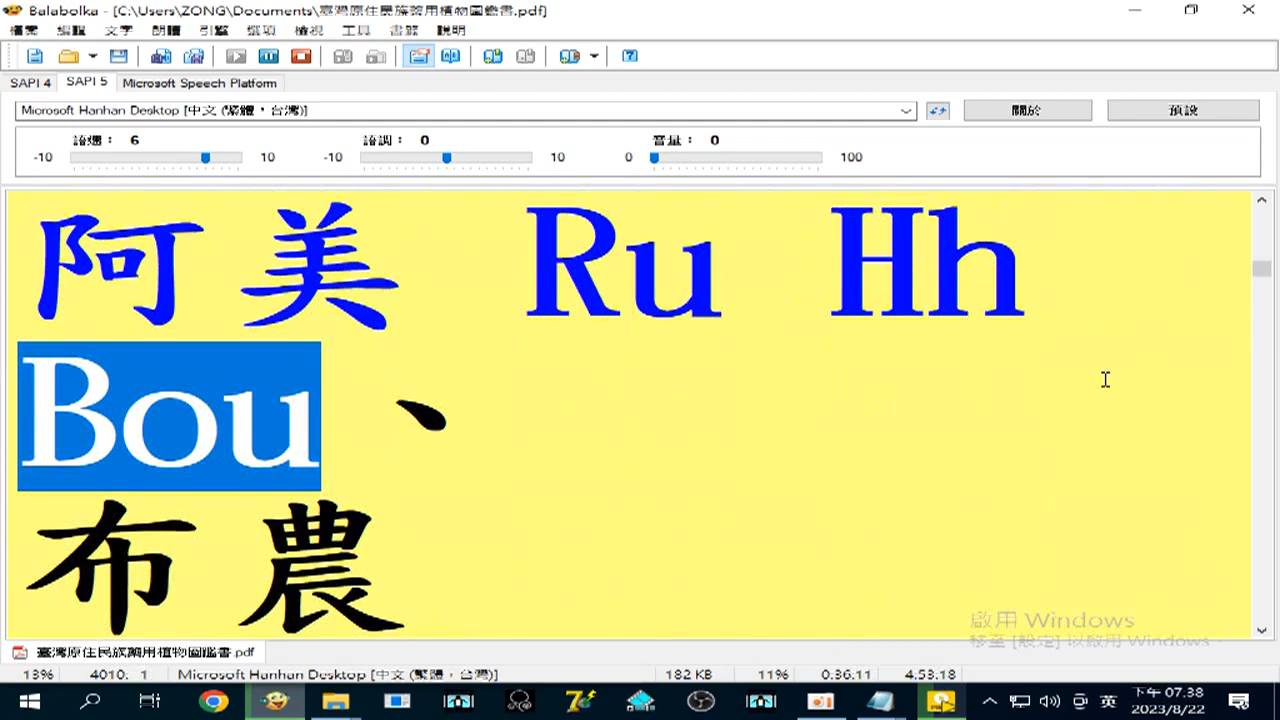 Balabolka - [C:\Users\ZONG\Documents\臺灣原住民族藥用植物圖鑑書.pdf]
檔案 編輯 文字 朗讀 引擎 選項 檢視 工具 書籤 說明
SAPI 4 SAPI 5 Microsoft Speech Platform
Microsoft Hanhan Desktop [中文 (繁體，台灣)] 關於 預設
語速： 6 語調： 0 音量： 0
-10 10 -10 10 0 100
阿美 Ru Hh
Bou 、
布農
啟用 Windows
移至 [設定] 以啟用 Windows。
臺灣原住民族藥用植物圖鑑書.pdf
13% 4010. 1 Microsoft Hanhan Desktop [中文 (繁體，台灣)] 182 KB 11% 0.36.11 4.53.18
英 下午 07.38
2023/8/22